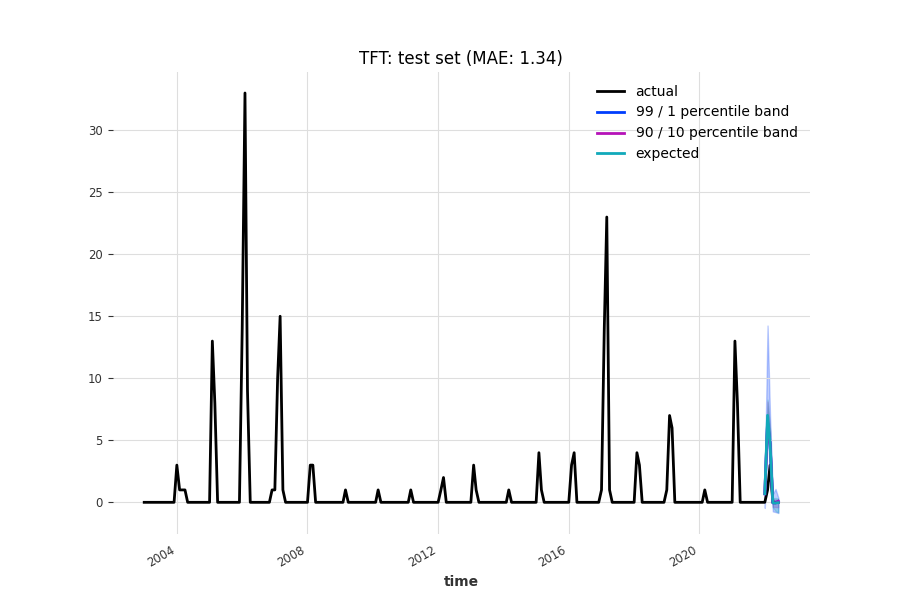 TFT: test set (MAE: 1.34)
actual
99 / 1 percentile band
90 / 10 percentile band
expected
30
25
20
15
10
5
0
2004
2008
2012
2016
2020
time